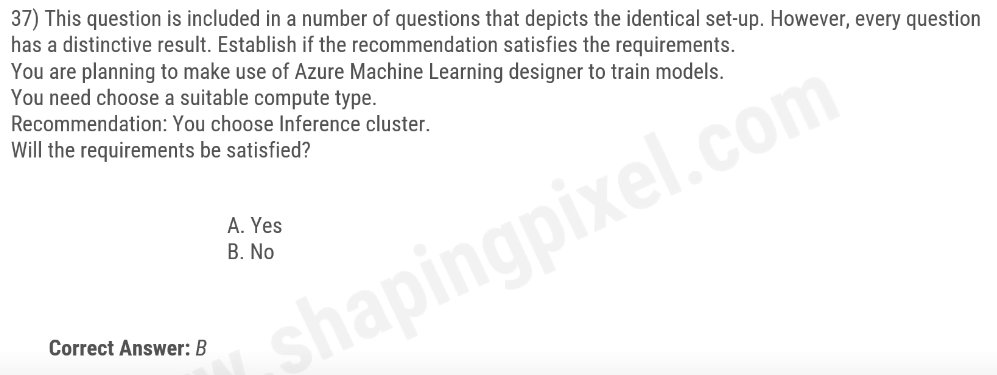 37) This question is included in a number of questions that depicts the identical set-up. However, every question
has a distinctive result. Establish if the recommendation satisfies the requirements.
You are planning to make use of Azure Machine Learning designer to train models.
You need choose a suitable compute type.
Recommendation: You choose Inference cluster.
Will the requirements be satisfied?
A. Yes
B. No
Correct Answer: B
w.shapingpixel.com